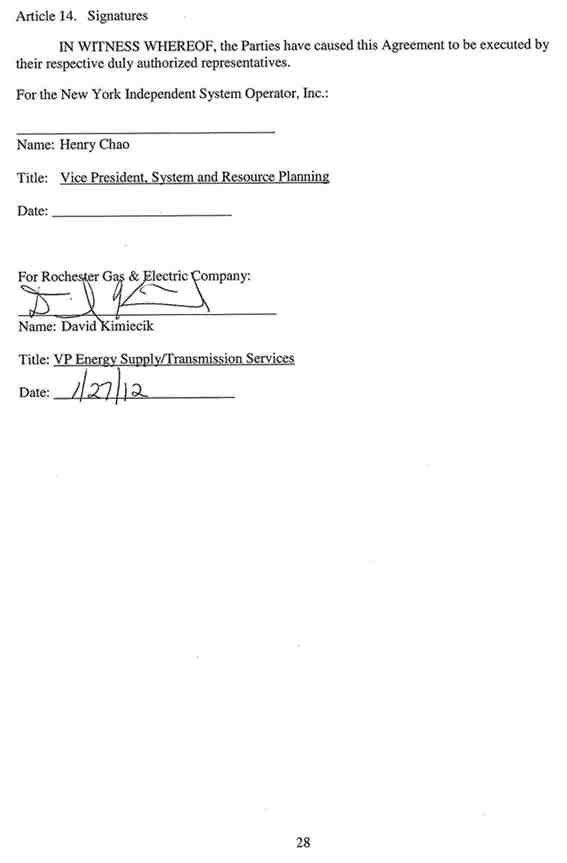 Article 14. Signatures
IN WITNESS WHEREOF, the Parties have caused this Agreement to be executed by
their respective duly authorized representatives.
For the New York Independent System Operator, Inc.:
Name: Henry Chao
Title: Vice President, System and Resource Planning
Date:
For Rochester Gas & Electric Company:
Name: David Kimiecik
Title: VP Energy Supply/Transmission Services
Date: 1/27/12
28